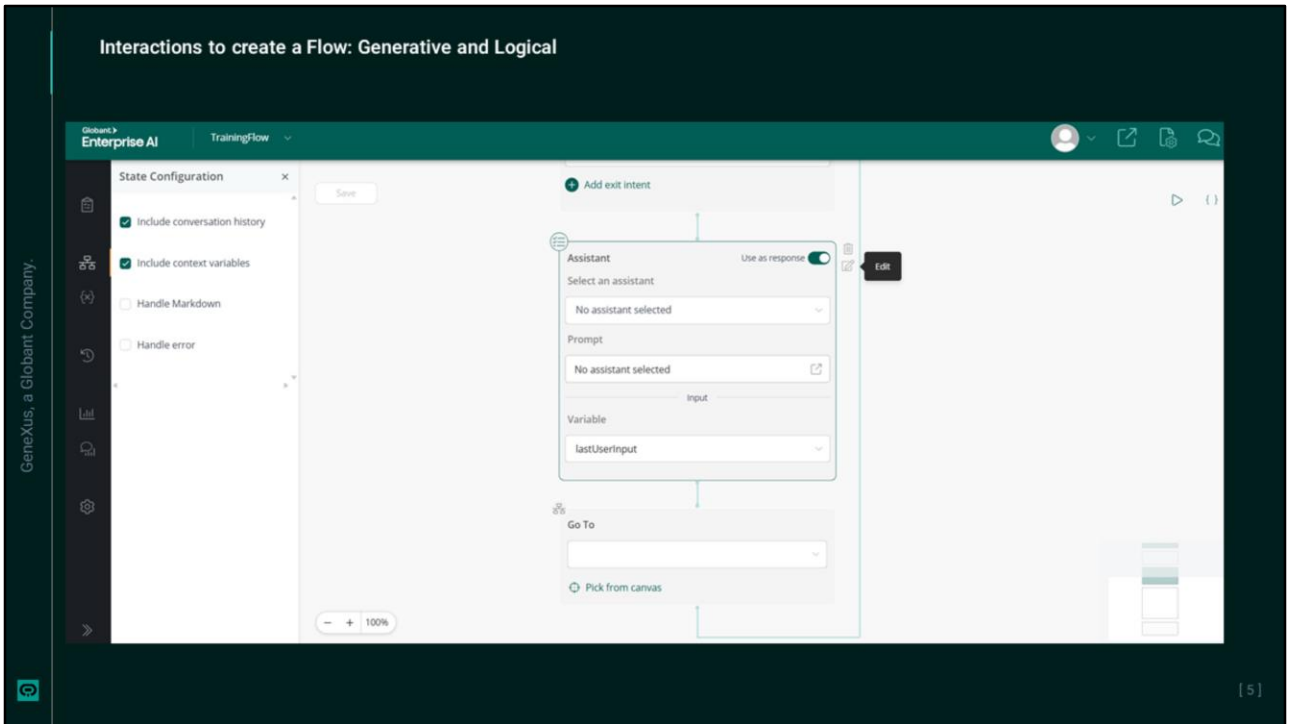 Interactions to create a Flow: Generative and Logical
Globant
Enterprise AI
TrainingFlow
State Configuration
Include conversation history
Include context variables
Handle Markdown
Handle error
Save
Add exit intent
Assistant
Use as response
Edit
Select an assistant
No assistant selected
Prompt
No assistant selected
Input
Variable
lastUserInput
Go To
Pick from canvas
− + 100%
GeneXus, a Globant Company.
[ 5 ]